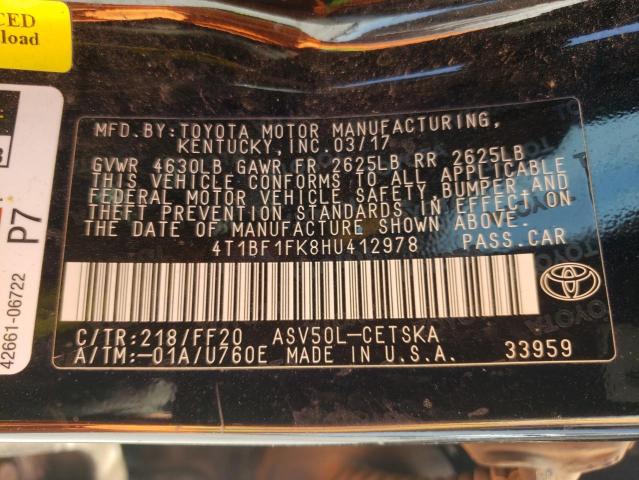 CED
load
3
P7
42661-06722
MFD.BY:TOYOTA MOTOR MANUFACTURING,
KENTUCKY, INC.03/17
GVWR 4630LB GAWR FR 2625LB RR 2625LB
THIS VEHICLE CONFORMS TO ALL APPLICABLE
FEDERAL MOTOR VEHICLE SAFETY, BUMPER AND
THEFT PREVENTION STANDARDS IN EFFECT ON
THE DATE OF MANUFACTURE SHOWN ABOVE.
4T1BF1FK8HU412978 PASS.CAR
C/TR:218/FF20 ASV50L-CETSKA
A/TM:-01A/U760E MADE IN U.S.A. 33959